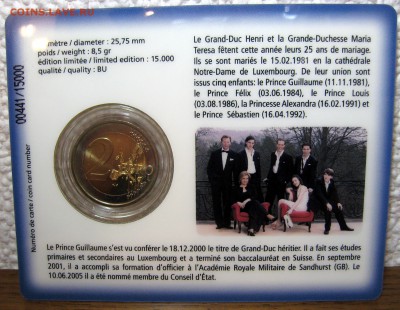 COINS.LAVE.RU
mètre / diameter : 25,75 mm
poids / weight : 8,5 gr
édition limitée / limited edition : 15.000
qualité / quality : BU
Le Grand-Duc Henri et la Grande-Duchesse Maria
Teresa fêtent cette année leurs 25 ans de mariage.
Ils se sont mariés le 15.02.1981 en la cathédrale
Notre-Dame de Luxembourg. De leur union sont
issus cinq enfants: le Prince Guillaume (11.11.1981),
le Prince Félix (03.06.1984), le Prince Louis
(03.08.1986), la Princesse Alexandra (16.02.1991) et
le Prince Sébastien (16.04.1992).
00441/15000
Numéro de carte / coin card number
2
EURO
Le Prince Guillaume s'est vu conférer le 18.12.2000 le titre de Grand-Duc héritier. Il a fait ses études
primaires et secondaires au Luxembourg et a terminé son baccalauréat en Suisse. En septembre
2001, il a accompli sa formation d'officier à l'Académie Royale Militaire de Sandhurst (GB). Le
10.06.2005 il a été nommé membre du Conseil d'État.